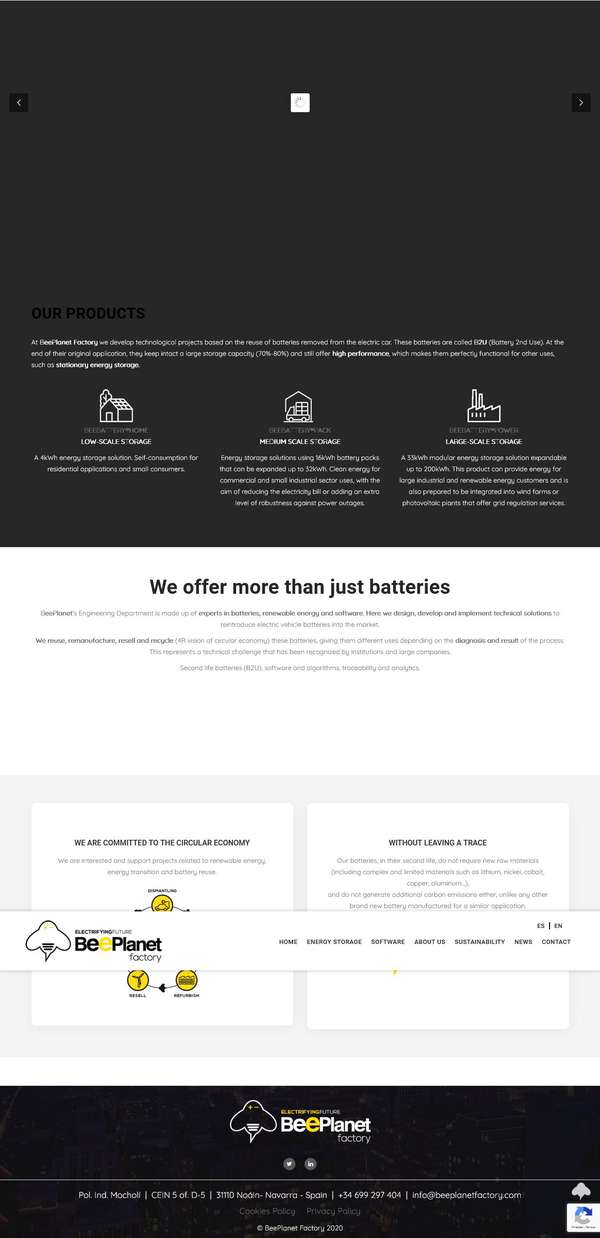 OUR PRODUCTS
At BeePlanet Factory we develop technological projects based on the reuse of batteries removed from the electric car. These batteries are called B2U (Battery 2nd Use). At the
end of their original application, they keep intact a large storage capacity (70%-80%) and still offer high performance, which makes them perfectly functional for other uses,
such as stationary energy storage.
BEEBATTERY®HOME
LOW-SCALE STORAGE
A 4kWh energy storage solution. Self-consumption for
residential applications and small consumers.
BEEBATTERY®PACK
MEDIUM SCALE STORAGE
Energy storage solutions using 16kWh battery packs
that can be expanded up to 32kWh. Clean energy for
commercial and small industrial sector uses, with the
aim of reducing the electricity bill or adding an extra
level of robustness against power outages.
BEEBATTERY®POWER
LARGE-SCALE STORAGE
A 33kWh modular energy storage solution expandable
up to 200kWh. This product can provide energy for
large industrial and renewable energy customers and is
also prepared to be integrated into wind farms or
photovoltaic plants that offer grid regulation services.
We offer more than just batteries
BeePlanet's Engineering Department is made up of experts in batteries, renewable energy and software. Here we design, develop and implement technical solutions to
reintroduce electric vehicle batteries into the market.
We reuse, remanufacture, resell and recycle (4R vision of circular economy) these batteries, giving them different uses depending on the diagnosis and result of the process.
This represents a technical challenge that has been recognized by institutions and large companies.
Second life batteries (B2U), software and algorithms, traceability and analytics.
WE ARE COMMITTED TO THE CIRCULAR ECONOMY
We are interested and support projects related to renewable energy,
energy transition and battery reuse.
DISMANTLING
WITHOUT LEAVING A TRACE
Our batteries, in their second life, do not require new raw materials
(including complex and limited materials such as lithium, nickel, cobalt,
copper, aluminum...),
and do not generate additional carbon emissions either, unlike any other
brand new battery manufactured for a similar application.
ELECTRIFYINGFUTURE
BeePlanet
factory
ES | EN
HOME ENERGY STORAGE SOFTWARE ABOUT US SUSTAINABILITY NEWS CONTACT
RESELL REFURBISH
ELECTRIFYINGFUTURE
BeePlanet
factory
Pol. Ind. Mocholi | CEIN 5 of. D-5 | 31110 Noáin- Navarra - Spain | +34 699 297 404 | info@beeplanetfactory.com
Cookies Policy Privacy Policy
© BeePlanet Factory 2020